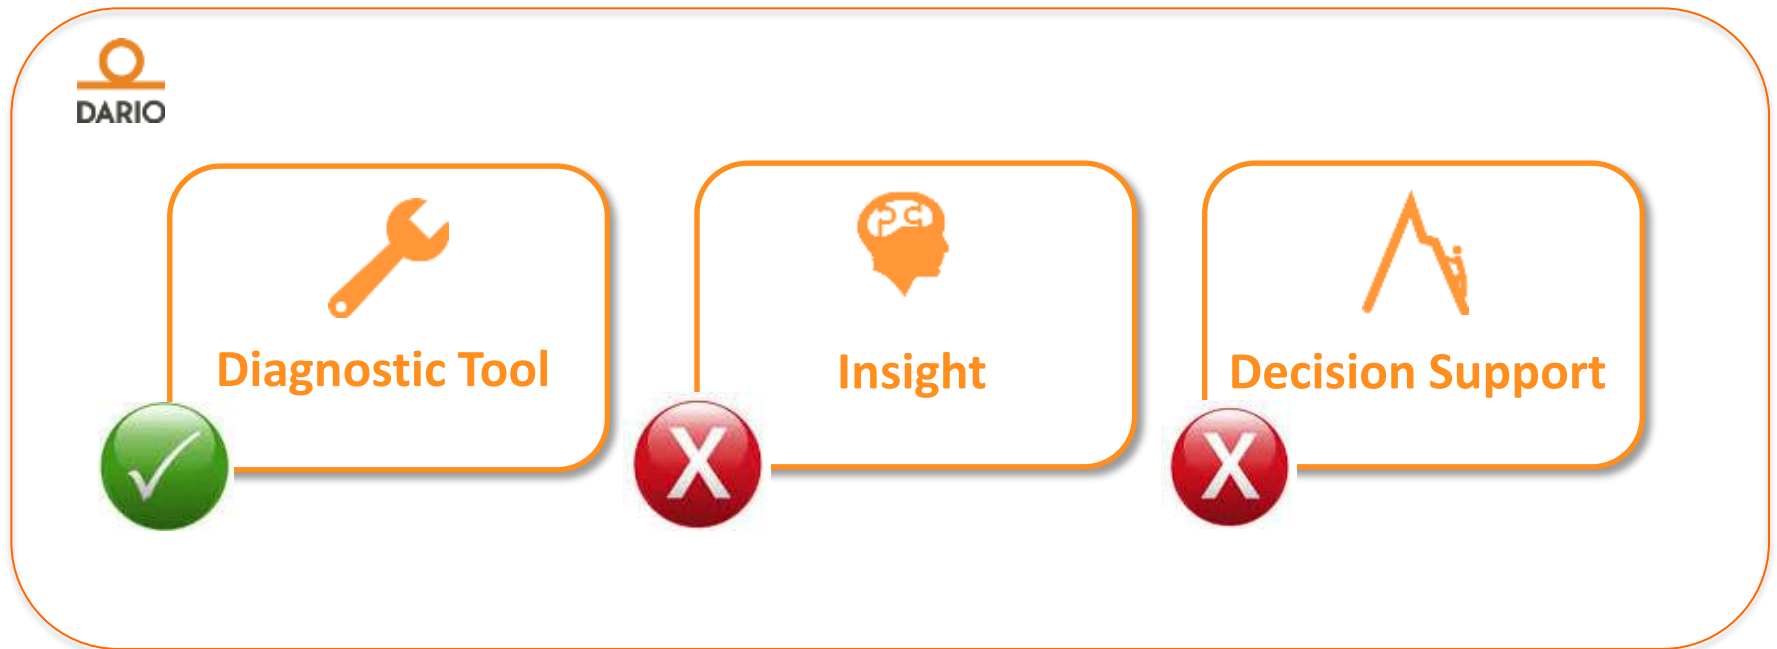 DARIO
Diagnostic Tool
Insight
Decision Support
X
X